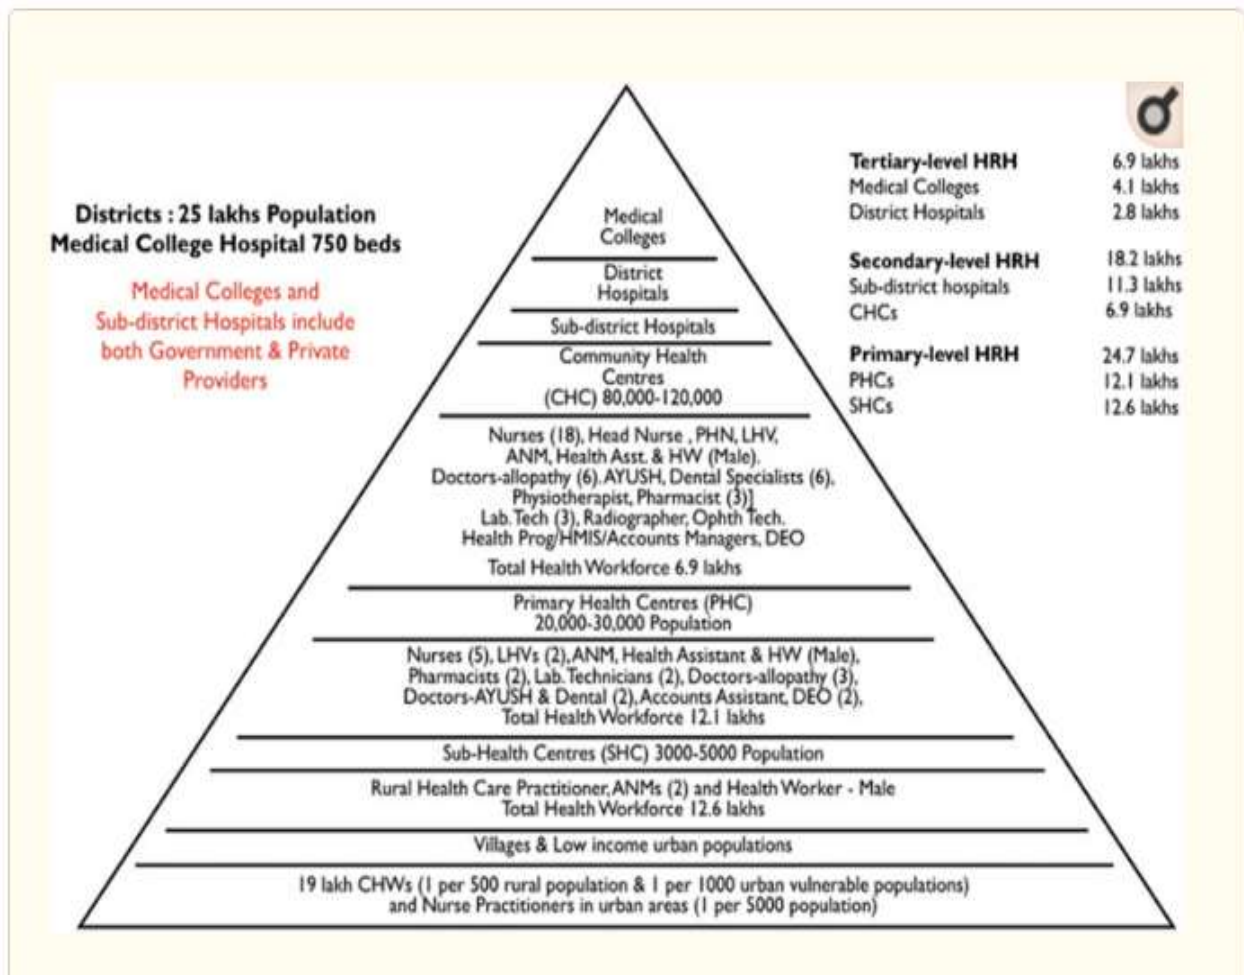 Districts : 25 lakhs Population
Medical College Hospital 750 beds
Medical Colleges and
Sub-district Hospitals include
both Government & Private
Providers
Medical
Colleges
District
Hospitals
Sub-district Hospitals
Community Health
Centres
(CHC) 80,000-120,000
Nurses (18), Head Nurse , PHN, LHV,
ANM, Health Asst. & HW (Male).
Doctors-allopathy (6). AYUSH, Dental Specialists (6),
Physiotherapist, Pharmacist (3)]
Lab. Tech (3), Radiographer, Ophth Tech.
Health Prog/HMIS/Accounts Managers, DEO
Total Health Workforce 6.9 lakhs
Primary Health Centres (PHC)
20,000-30,000 Population
Nurses (5), LHVs (2), ANM, Health Assistant & HW (Male),
Pharmacists (2), Lab. Technicians (2), Doctors-allopathy (3),
Doctors-AYUSH & Dental (2), Accounts Assistant, DEO (2),
Total Health Workforce 12.1 lakhs
Sub-Health Centres (SHC) 3000-5000 Population
Rural Health Care Practitioner, ANMs (2) and Health Worker - Male
Total Health Workforce 12.6 lakhs
Villages & Low income urban populations
19 lakh CHWs (1 per 500 rural population & 1 per 1000 urban vulnerable populations)
and Nurse Practitioners in urban areas (1 per 5000 population)
Tertiary-level HRH 6.9 lakhs
Medical Colleges 4.1 lakhs
District Hospitals 2.8 lakhs
Secondary-level HRH 18.2 lakhs
Sub-district hospitals 11.3 lakhs
CHCs 6.9 lakhs
Primary-level HRH 24.7 lakhs
PHCs 12.1 lakhs
SHCs 12.6 lakhs